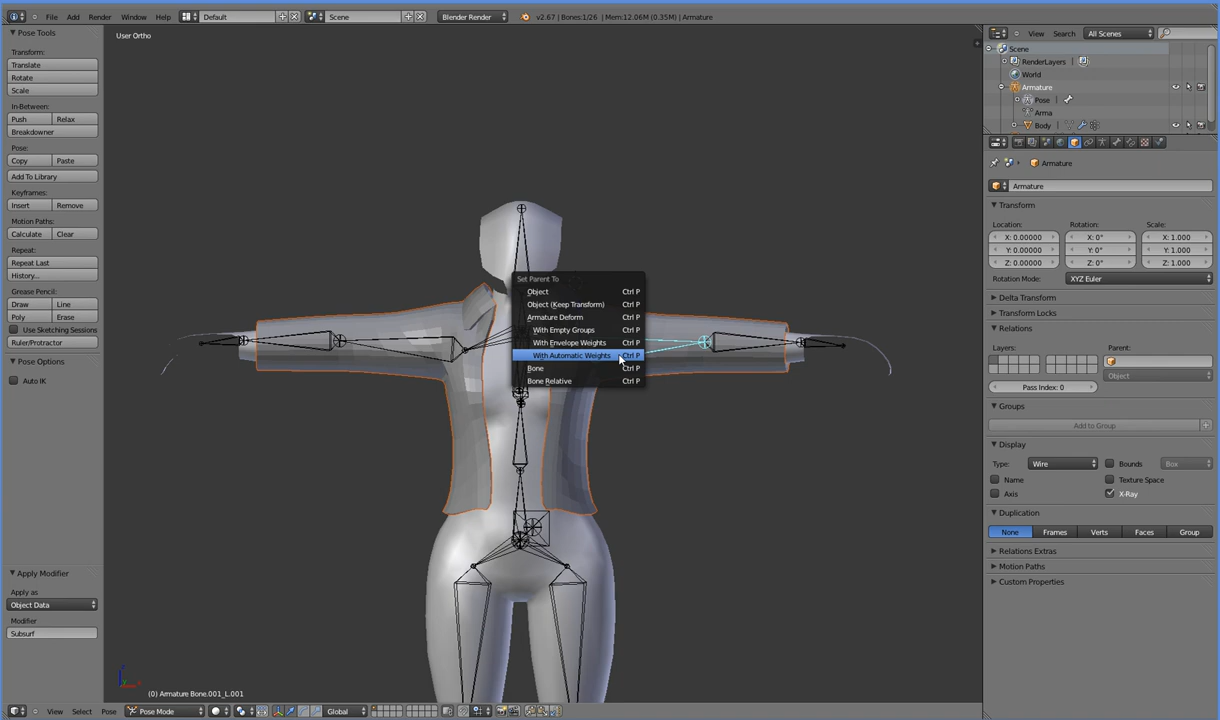 File Add Render Window Help Default Scene Blender Render v2.67 | Bones:1/26 | Mem:12.06M (0.35M) | Armature
Pose Tools
Transform:
Translate
Rotate
Scale
In-Between:
Push Relax
Breakdowner
Pose:
Copy Paste
Add To Library
Keyframes:
Insert Remove
Motion Paths:
Calculate Clear
Repeat:
Repeat Last
History...
Grease Pencil:
Draw Line
Poly Erase
Use Sketching Sessions
Ruler/Protractor
Pose Options
Auto IK
Apply Modifier
Apply as
Object Data
Modifier
Subsurf
User Ortho
Set Parent To
Object Ctrl P
Object (Keep Transform) Ctrl P
Armature Deform Ctrl P
With Empty Groups Ctrl P
With Envelope Weights Ctrl P
With Automatic Weights Ctrl P
Bone Ctrl P
Bone Relative Ctrl P
(0) Armature Bone.001_L.001
View Select Pose Pose Mode Global
View Search All Scenes
Scene
RenderLayers
World
Armature
Pose
Arma
Body
Armature
Armature
Transform
Location: Rotation: Scale:
X: 0.00000 X: 0° X: 1.000
Y: 0.00000 Y: 0° Y: 1.000
Z: 0.00000 Z: 0° Z: 1.000
Rotation Mode: XYZ Euler
Delta Transform
Transform Locks
Relations
Layers: Parent:
Object
Pass Index: 0
Groups
Add to Group
Display
Type: Wire Bounds Box
Name Texture Space
Axis X-Ray
Duplication
None Frames Verts Faces Group
Relations Extras
Motion Paths
Custom Properties